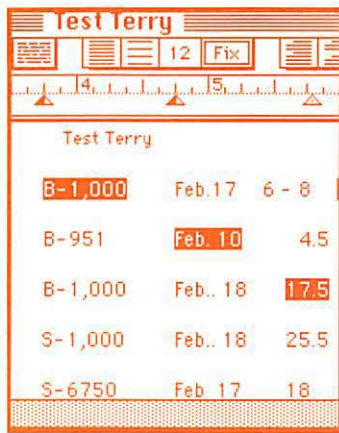 Test Terry
12 Fix
4 5
Test Terry
B-1,000 Feb.17 6 - 8
B-951 Feb. 10 4.5
B-1,000 Feb.. 18 17.5
S-1,000 Feb.. 18 25.5
S-6750 Feb 17 18